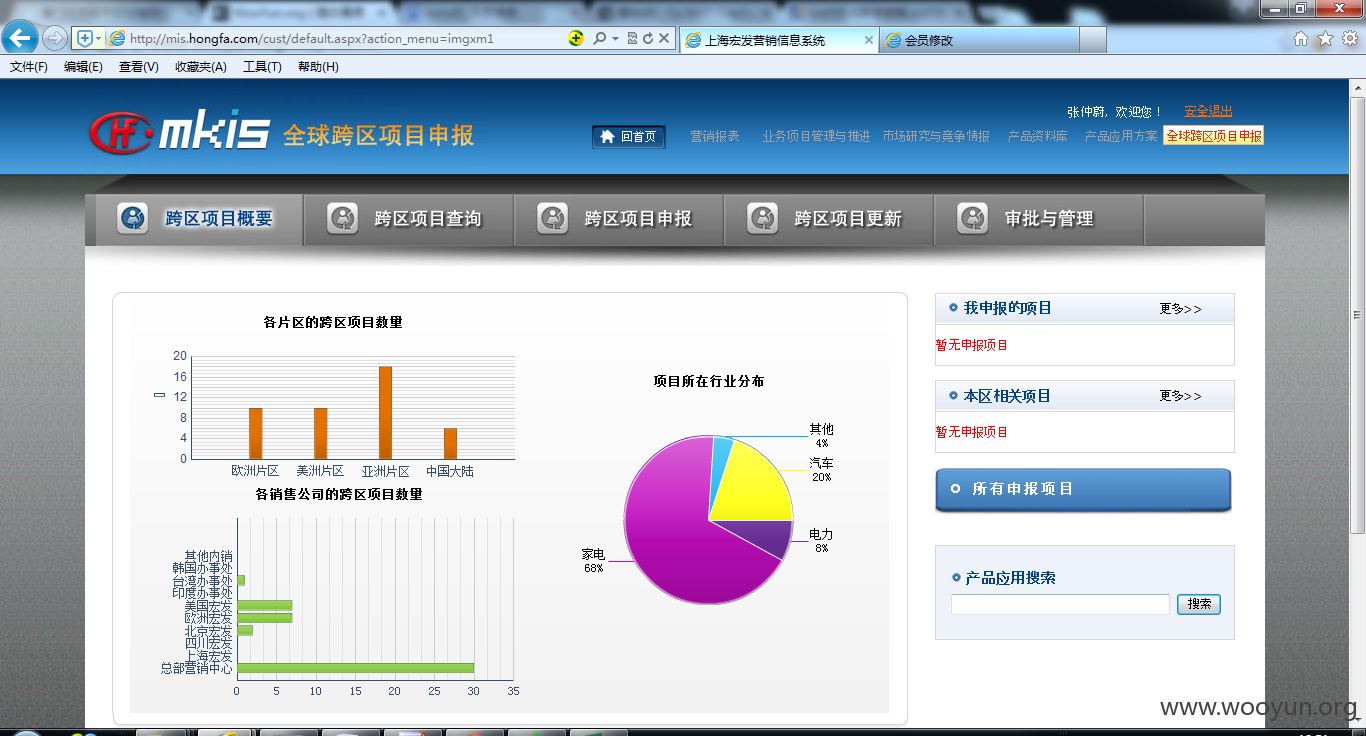 http://mis.hongfa.com/cust/default.aspx?action_menu=imgxm1
上海宏发营销信息系统
会员修改
文件(F) 编辑(E) 查看(V) 收藏夹(A) 工具(T) 帮助(H)
张仲蔚，欢迎您！ 安全退出
HF mkis 全球跨区项目申报
回首页 营销报表 业务项目管理与推进 市场研究与竞争情报 产品资料库 产品应用方案 全球跨区项目申报
跨区项目概要 跨区项目查询 跨区项目申报 跨区项目更新 审批与管理
各片区的跨区项目数量
20
16
12
8
4
0
欧洲片区 美洲片区 亚洲片区 中国大陆
各销售公司的跨区项目数量
其他内销
韩国办事处
台湾办事处
印度办事处
美国宏发
欧洲宏发
北京宏发
四川宏发
上海宏发
总部营销中心
0 5 10 15 20 25 30 35
项目所在行业分布
其他
4%
汽车
20%
电力
8%
家电
68%
我申报的项目 更多>>
暂无申报项目
本区相关项目 更多>>
暂无申报项目
所有申报项目
产品应用搜索
搜索
www.wooyun.org